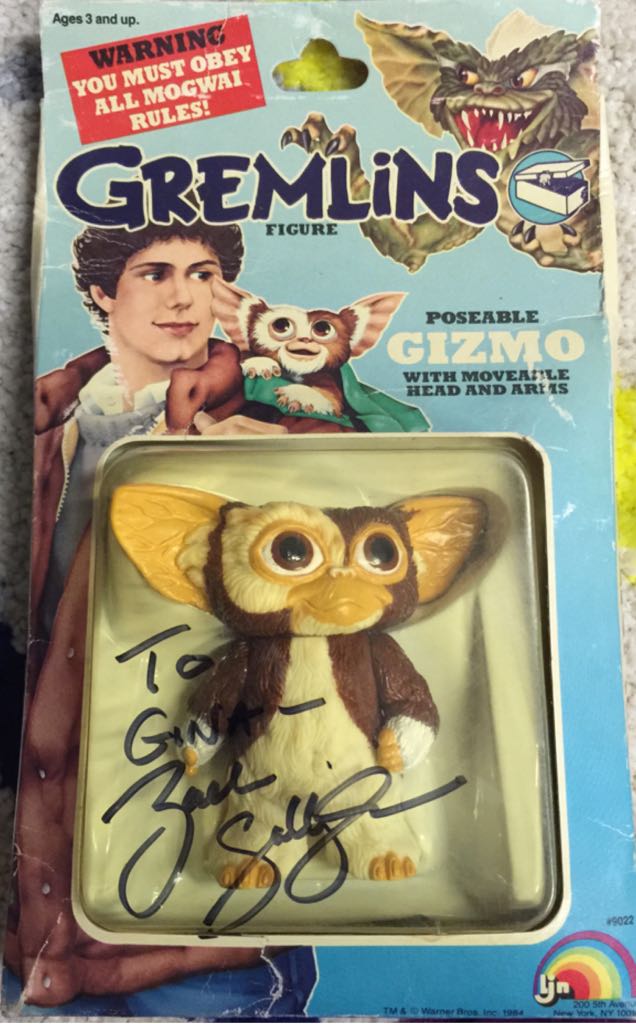 Ages 3 and up.
WARNING
YOU MUST OBEY
ALL MOGWAI
RULES!
GREMLiNS
FIGURE
POSEABLE
GIZMO
WITH MOVEABLE
HEAD AND ARMS
TO
GINA-
Zach
Galligan
#9022
ljn
200 5th Avenue
TM & © Warner Bros. Inc. 1984
New York, NY